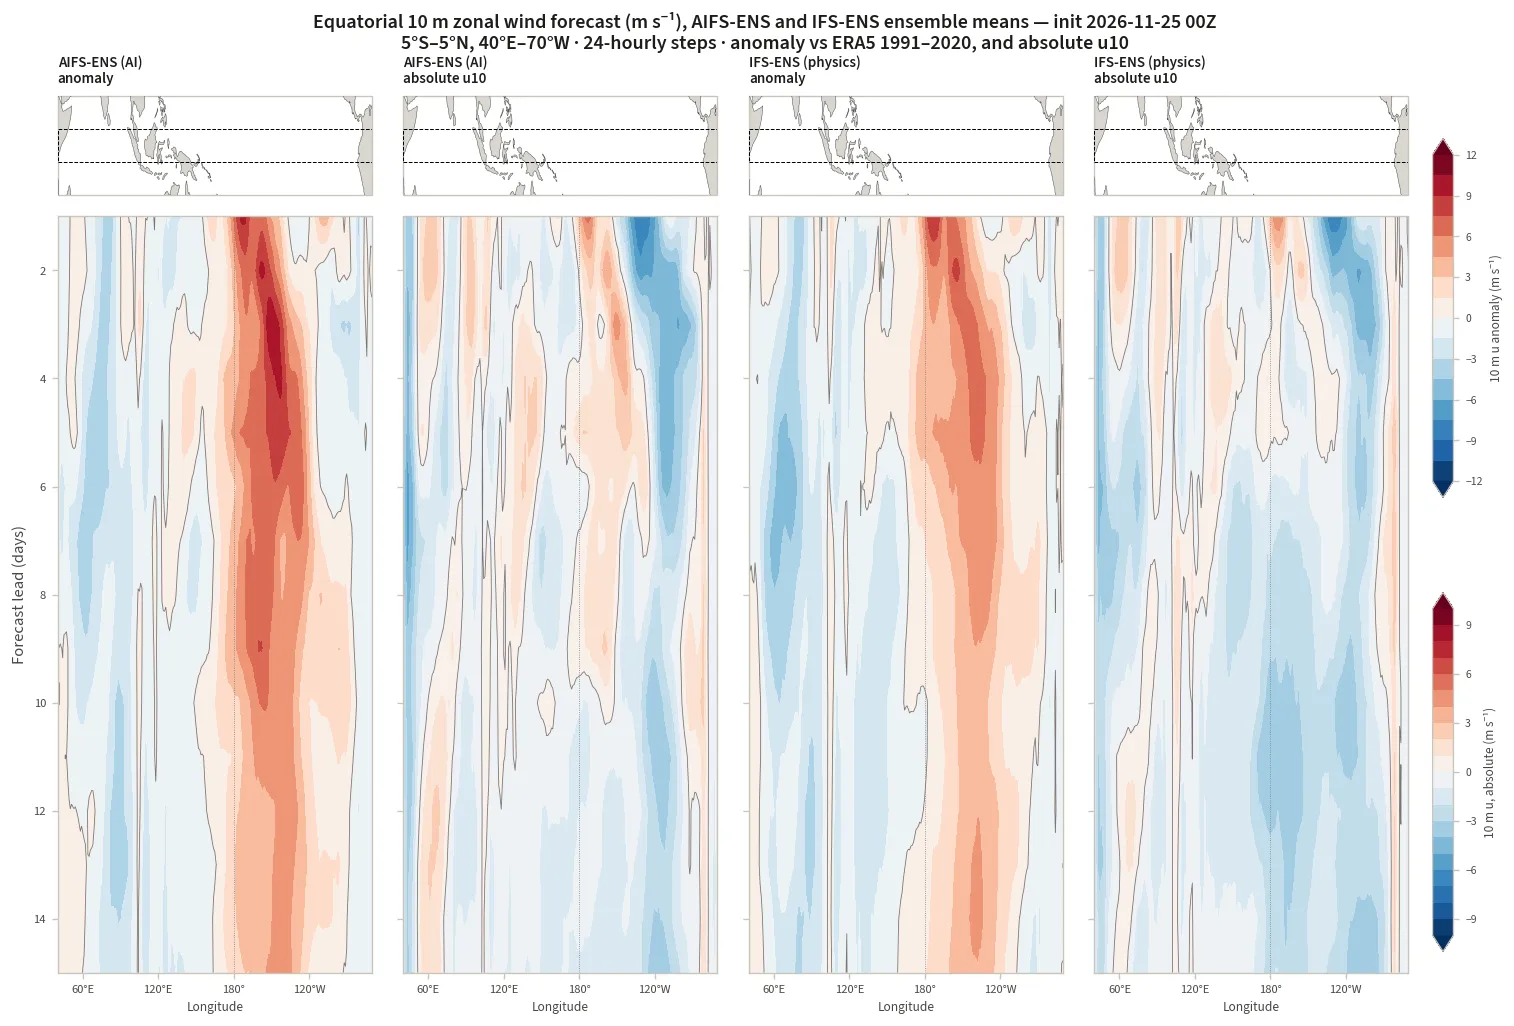 Equatorial 10 m zonal wind forecast (m s⁻¹), AIFS-ENS and IFS-ENS ensemble means — init 2026-11-25 00Z
5°S–5°N, 40°E–70°W · 24-hourly steps · anomaly vs ERA5 1991–2020, and absolute u10
AIFS-ENS (AI)
anomaly
AIFS-ENS (AI)
absolute u10
IFS-ENS (physics)
anomaly
IFS-ENS (physics)
absolute u10
Forecast lead (days)
2
4
6
8
10
12
14
60°E
120°E
180°
120°W
Longitude
60°E
120°E
180°
120°W
Longitude
60°E
120°E
180°
120°W
Longitude
60°E
120°E
180°
120°W
Longitude
12
9
6
3
0
−3
−6
−9
−12
10 m u anomaly (m s⁻¹)
9
6
3
0
−3
−6
−9
10 m u, absolute (m s⁻¹)